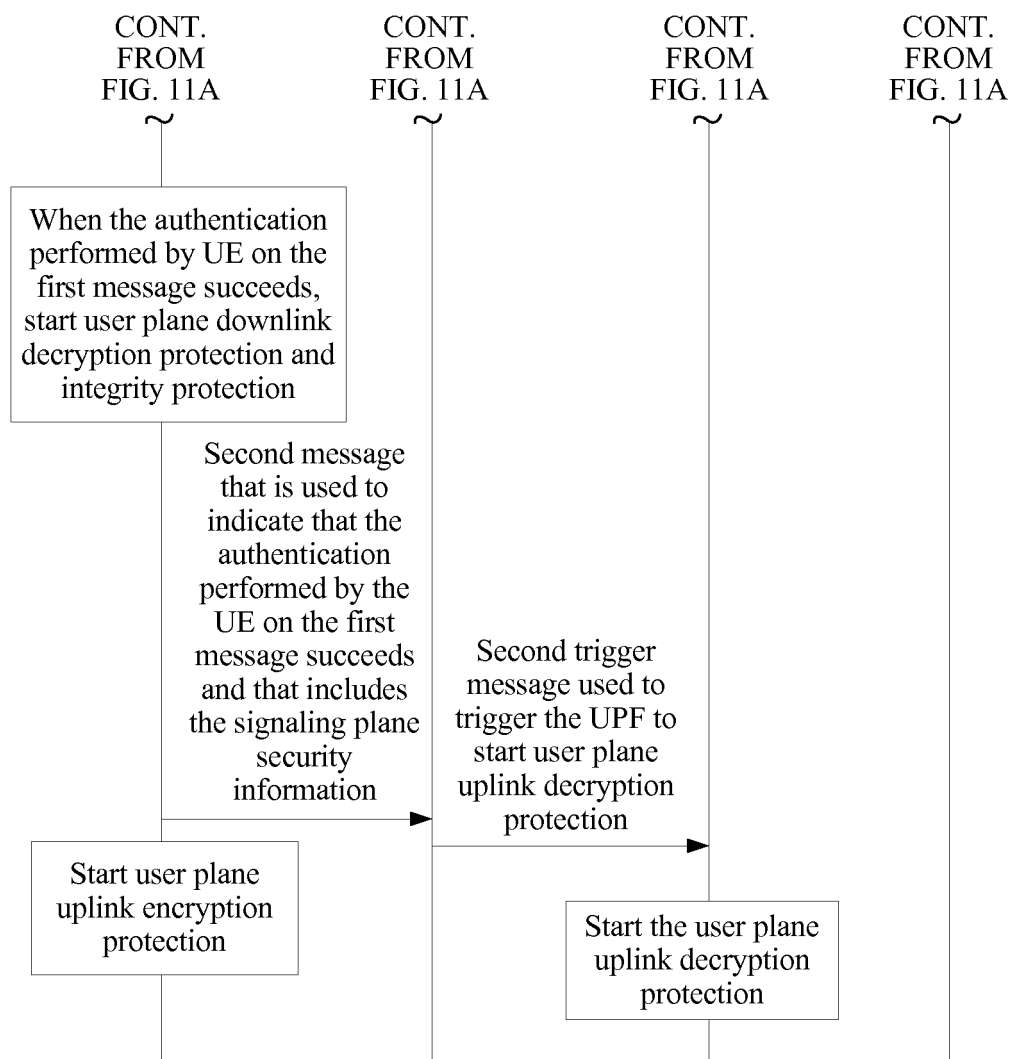 CONT.
FROM
FIG. 11A
CONT.
FROM
FIG. 11A
CONT.
FROM
FIG. 11A
CONT.
FROM
FIG. 11A
When the authentication
performed by UE on the
first message succeeds,
start user plane downlink
decryption protection and
integrity protection
Second message
that is used to
indicate that the
authentication
performed by the
UE on the first
message succeeds
and that includes
the signaling plane
security
information
Second trigger
message used to
trigger the UPF to
start user plane
uplink decryption
protection
Start user plane
uplink encryption
protection
Start the user plane
uplink decryption
protection